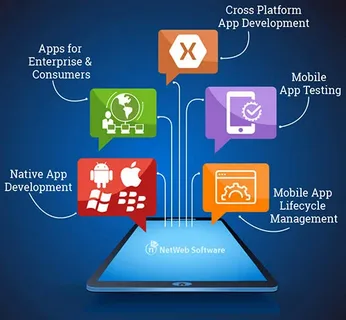 Cross Platform
App Development
Apps for
Enterprise &
Consumers
Mobile
App Testing
Native App
Development
Mobile App
Lifecycle
Management
NetWeb Software